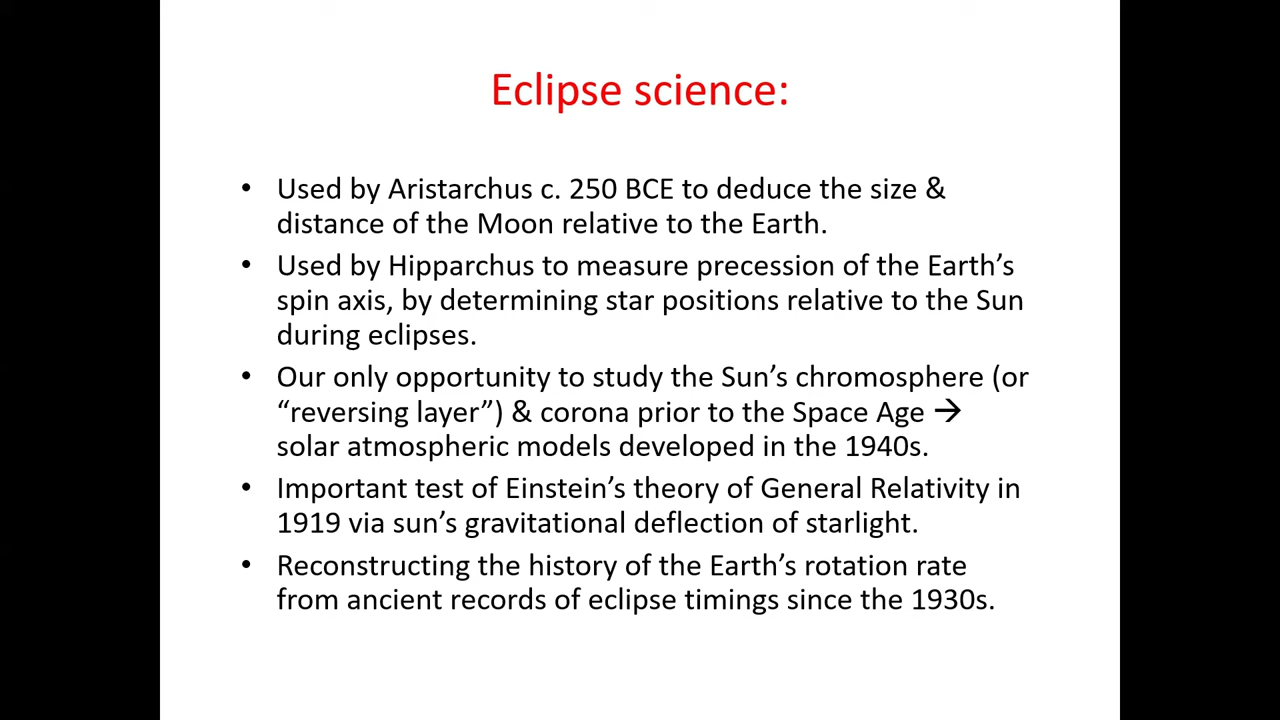 Eclipse science:
• Used by Aristarchus c. 250 BCE to deduce the size &
distance of the Moon relative to the Earth.
• Used by Hipparchus to measure precession of the Earth’s
spin axis, by determining star positions relative to the Sun
during eclipses.
• Our only opportunity to study the Sun’s chromosphere (or
“reversing layer”) & corona prior to the Space Age →
solar atmospheric models developed in the 1940s.
• Important test of Einstein’s theory of General Relativity in
1919 via sun’s gravitational deflection of starlight.
• Reconstructing the history of the Earth’s rotation rate
from ancient records of eclipse timings since the 1930s.